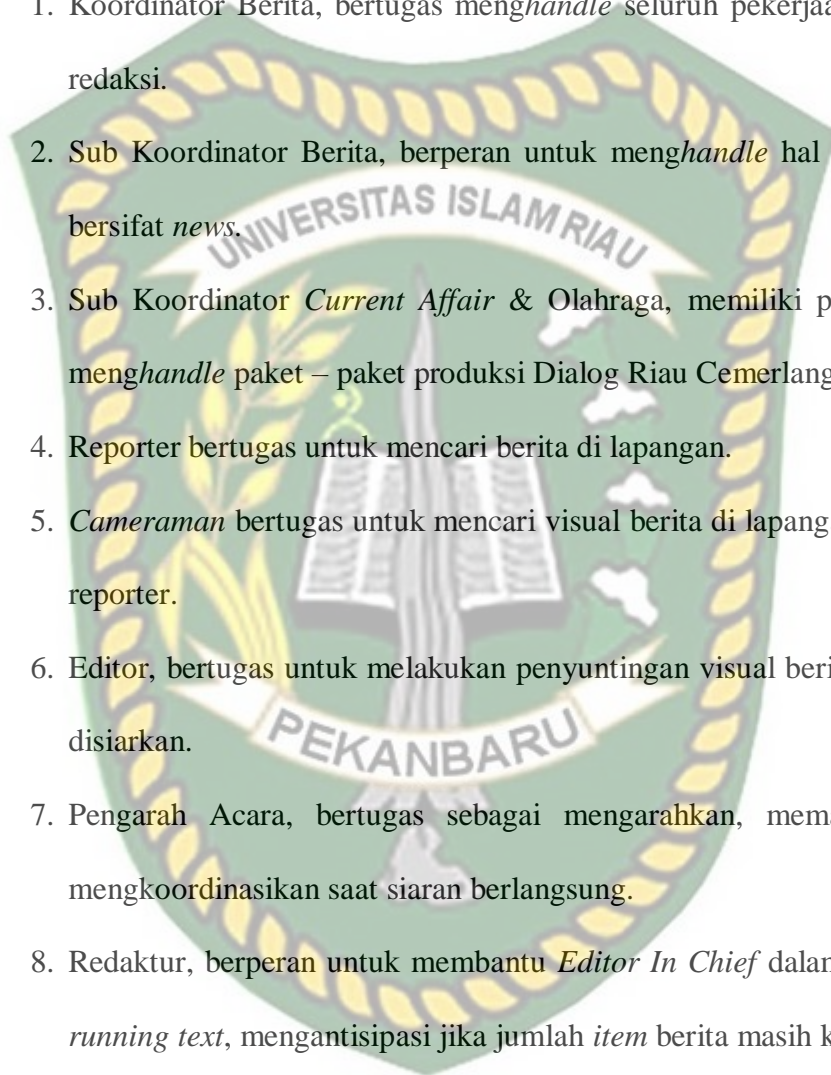 1. Koordinator Berita, bertugas menghandle seluruh pekerjaa
redaksi.
2. Sub Koordinator Berita, berperan untuk menghandle hal
bersifat news.
UNIVERSITAS ISLAM RIAU
3. Sub Koordinator Current Affair & Olahraga, memiliki p
menghandle paket – paket produksi Dialog Riau Cemerlang
4. Reporter bertugas untuk mencari berita di lapangan.
5. Cameraman bertugas untuk mencari visual berita di lapang
reporter.
6. Editor, bertugas untuk melakukan penyuntingan visual beri
disiarkan.
PEKANBARU
7. Pengarah Acara, bertugas sebagai mengarahkan, mema
mengkoordinasikan saat siaran berlangsung.
8. Redaktur, berperan untuk membantu Editor In Chief dalam
running text, mengantisipasi jika jumlah item berita masih k